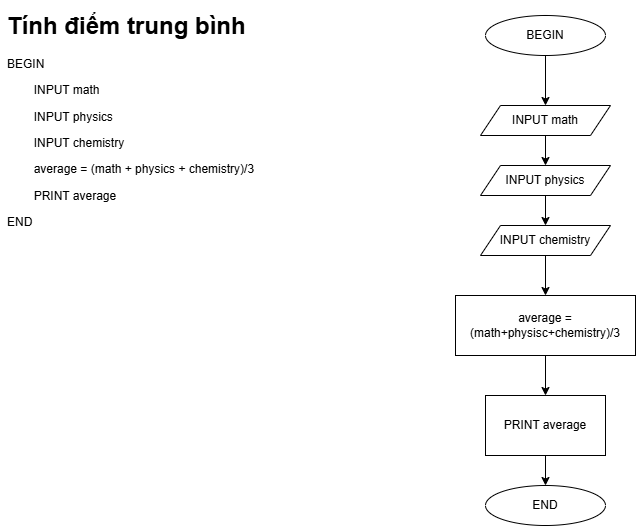 Tính điểm trung bình
BEGIN
INPUT math
INPUT physics
INPUT chemistry
average = (math + physics + chemistry)/3
PRINT average
END
BEGIN
INPUT math
INPUT physics
INPUT chemistry
average =
(math+physisc+chemistry)/3
PRINT average
END